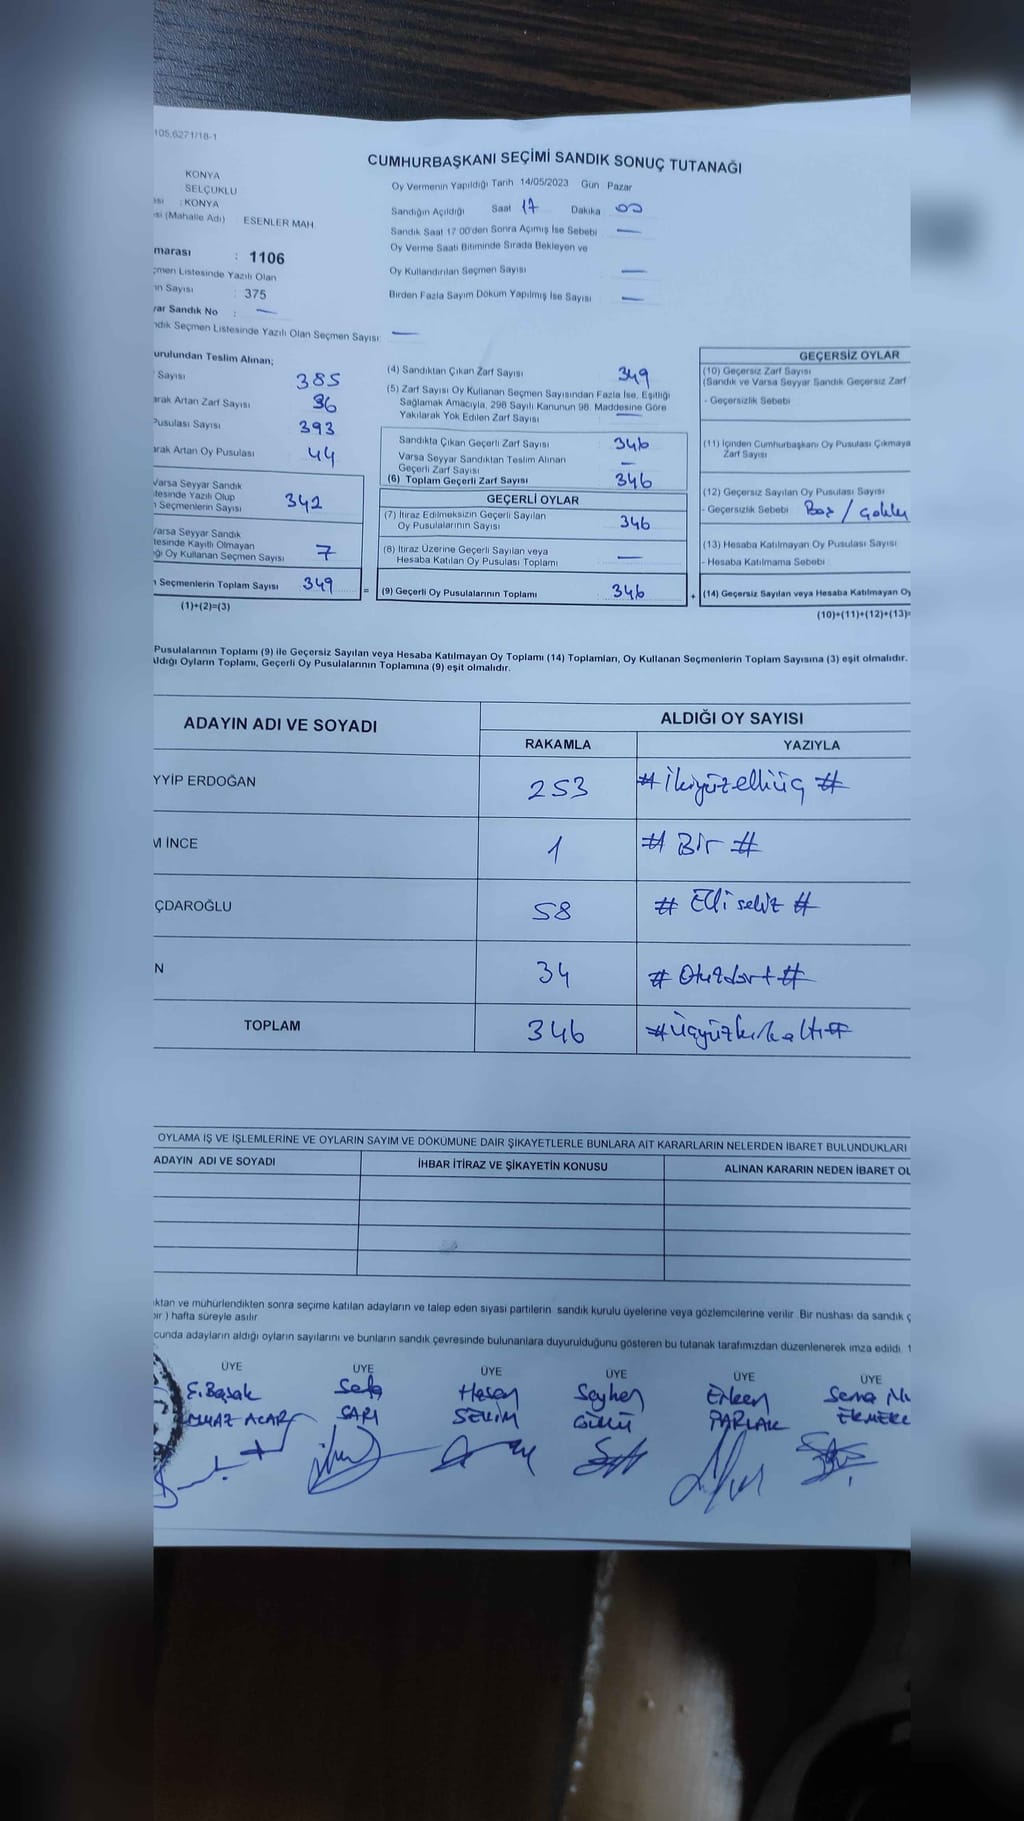 105.6271/18-1
CUMHURBAŞKANI SEÇİMİ SANDIK SONUÇ TUTANAĞI
KONYA
SELÇUKLU
: KONYA
(Mahalle Adı) ESENLER MAH
marası : 1106
çmen Listesinde Yazılı Olan
ın Sayısı : 375
yar Sandık No : —
ndık Seçmen Listesinde Yazılı Olan Seçmen Sayısı: —
Oy Vermenin Yapıldığı Tarih 14/05/2023 Gün Pazar
Sandığın Açıldığı Saat 17 Dakika 00
Sandık Saat 17:00'den Sonra Açımış İse Sebebi —
Oy Verme Saati Bitiminde Sırada Bekleyen ve
Oy Kullandırılan Seçmen Sayısı —
Birden Fazla Sayım Döküm Yapılmış İse Sayısı —
urulundan Teslim Alınan;
Sayısı 385
arak Artan Zarf Sayısı 36
Pusulası Sayısı 393
arak Artan Oy Pusulası 44
Varsa Seyyar Sandık
tesinde Yazılı Olup
n Seçmenlerin Sayısı 342
Varsa Seyyar Sandık
tesinde Kayıtlı Olmayan
ği Oy Kullanan Seçmen Sayısı 7
n Seçmenlerin Toplam Sayısı 349 =
(1)+(2)=(3)
(4) Sandıktan Çıkan Zarf Sayısı 349
(5) Zarf Sayısı Oy Kullanan Seçmen Sayısından Fazla İse, Eşitliği
Sağlamak Amacıyla, 298 Sayılı Kanunun 98. Maddesine Göre
Yakılarak Yok Edilen Zarf Sayısı —
Sandıkta Çıkan Geçerli Zarf Sayısı 346
Varsa Seyyar Sandıktan Teslim Alınan
Geçerli Zarf Sayısı —
(6) Toplam Geçerli Zarf Sayısı 346
GEÇERLİ OYLAR
(7) İtiraz Edilmeksizin Geçerli Sayılan
Oy Pusulalarının Sayısı 346
(8) İtiraz Üzerine Geçerli Sayılan veya
Hesaba Katılan Oy Pusulası Toplamı —
(9) Geçerli Oy Pusulalarının Toplamı 346 +
GEÇERSİZ OYLAR
(10) Geçersiz Zarf Sayısı
(Sandık ve Varsa Seyyar Sandık Geçersiz Zarf
- Geçersizlik Sebebi
(11) İçinden Cumhurbaşkanı Oy Pusulası Çıkmaya
Zarf Sayısı
(12) Geçersiz Sayılan Oy Pusulası Sayısı
- Geçersizlik Sebebi Boş /
(13) Hesaba Katılmayan Oy Pusulası Sayısı
- Hesaba Katılmama Sebebi
(14) Geçersiz Sayılan veya Hesaba Katılmayan Oy
(10)+(11)+(12)+(13)=
Pusulalarının Toplamı (9) ile Geçersiz Sayılan veya Hesaba Katılmayan Oy Toplamı (14) Toplamları, Oy Kullanan Seçmenlerin Toplam Sayısına (3) eşit olmalıdır.
Aldığı Oyların Toplamı, Geçerli Oy Pusulalarının Toplamına (9) eşit olmalıdır.
ADAYIN ADI VE SOYADI
ALDIĞI OY SAYISI
RAKAMLA YAZIYLA
YYİP ERDOĞAN 253 # İkiyüzelliüç #
M İNCE 1 # Bir #
ÇDAROĞLU 58 # Elli sekiz #
N 34 # Otuzdört #
TOPLAM 346 # Üçyüzkırkaltı #
OYLAMA İŞ VE İŞLEMLERİNE VE OYLARIN SAYIM VE DÖKÜMÜNE DAİR ŞİKAYETLERLE BUNLARA AİT KARARLARIN NELERDEN İBARET BULUNDUKLARI
ADAYIN ADI VE SOYADI İHBAR İTİRAZ VE ŞİKAYETİN KONUSU ALINAN KARARIN NEDEN İBARET OL
ktan ve mühürlendikten sonra seçime katılan adayların ve talep eden siyasi partilerin sandık kurulu üyelerine veya gözlemcilerine verilir Bir nüshası da sandık ç
bir ) hafta süreyle asılır
cunda adayların aldığı oyların sayılarını ve bunların sandık çevresinde bulunanlara duyurulduğunu gösteren bu tutanak tarafımızdan düzenlenerek imza edildi. 1
ÜYE ÜYE ÜYE ÜYE ÜYE ÜYE
Ş. Başak Seda Hasan Seyhan Erkan Sema
ACAR SARI SEKİM PARLAK EKMEKC